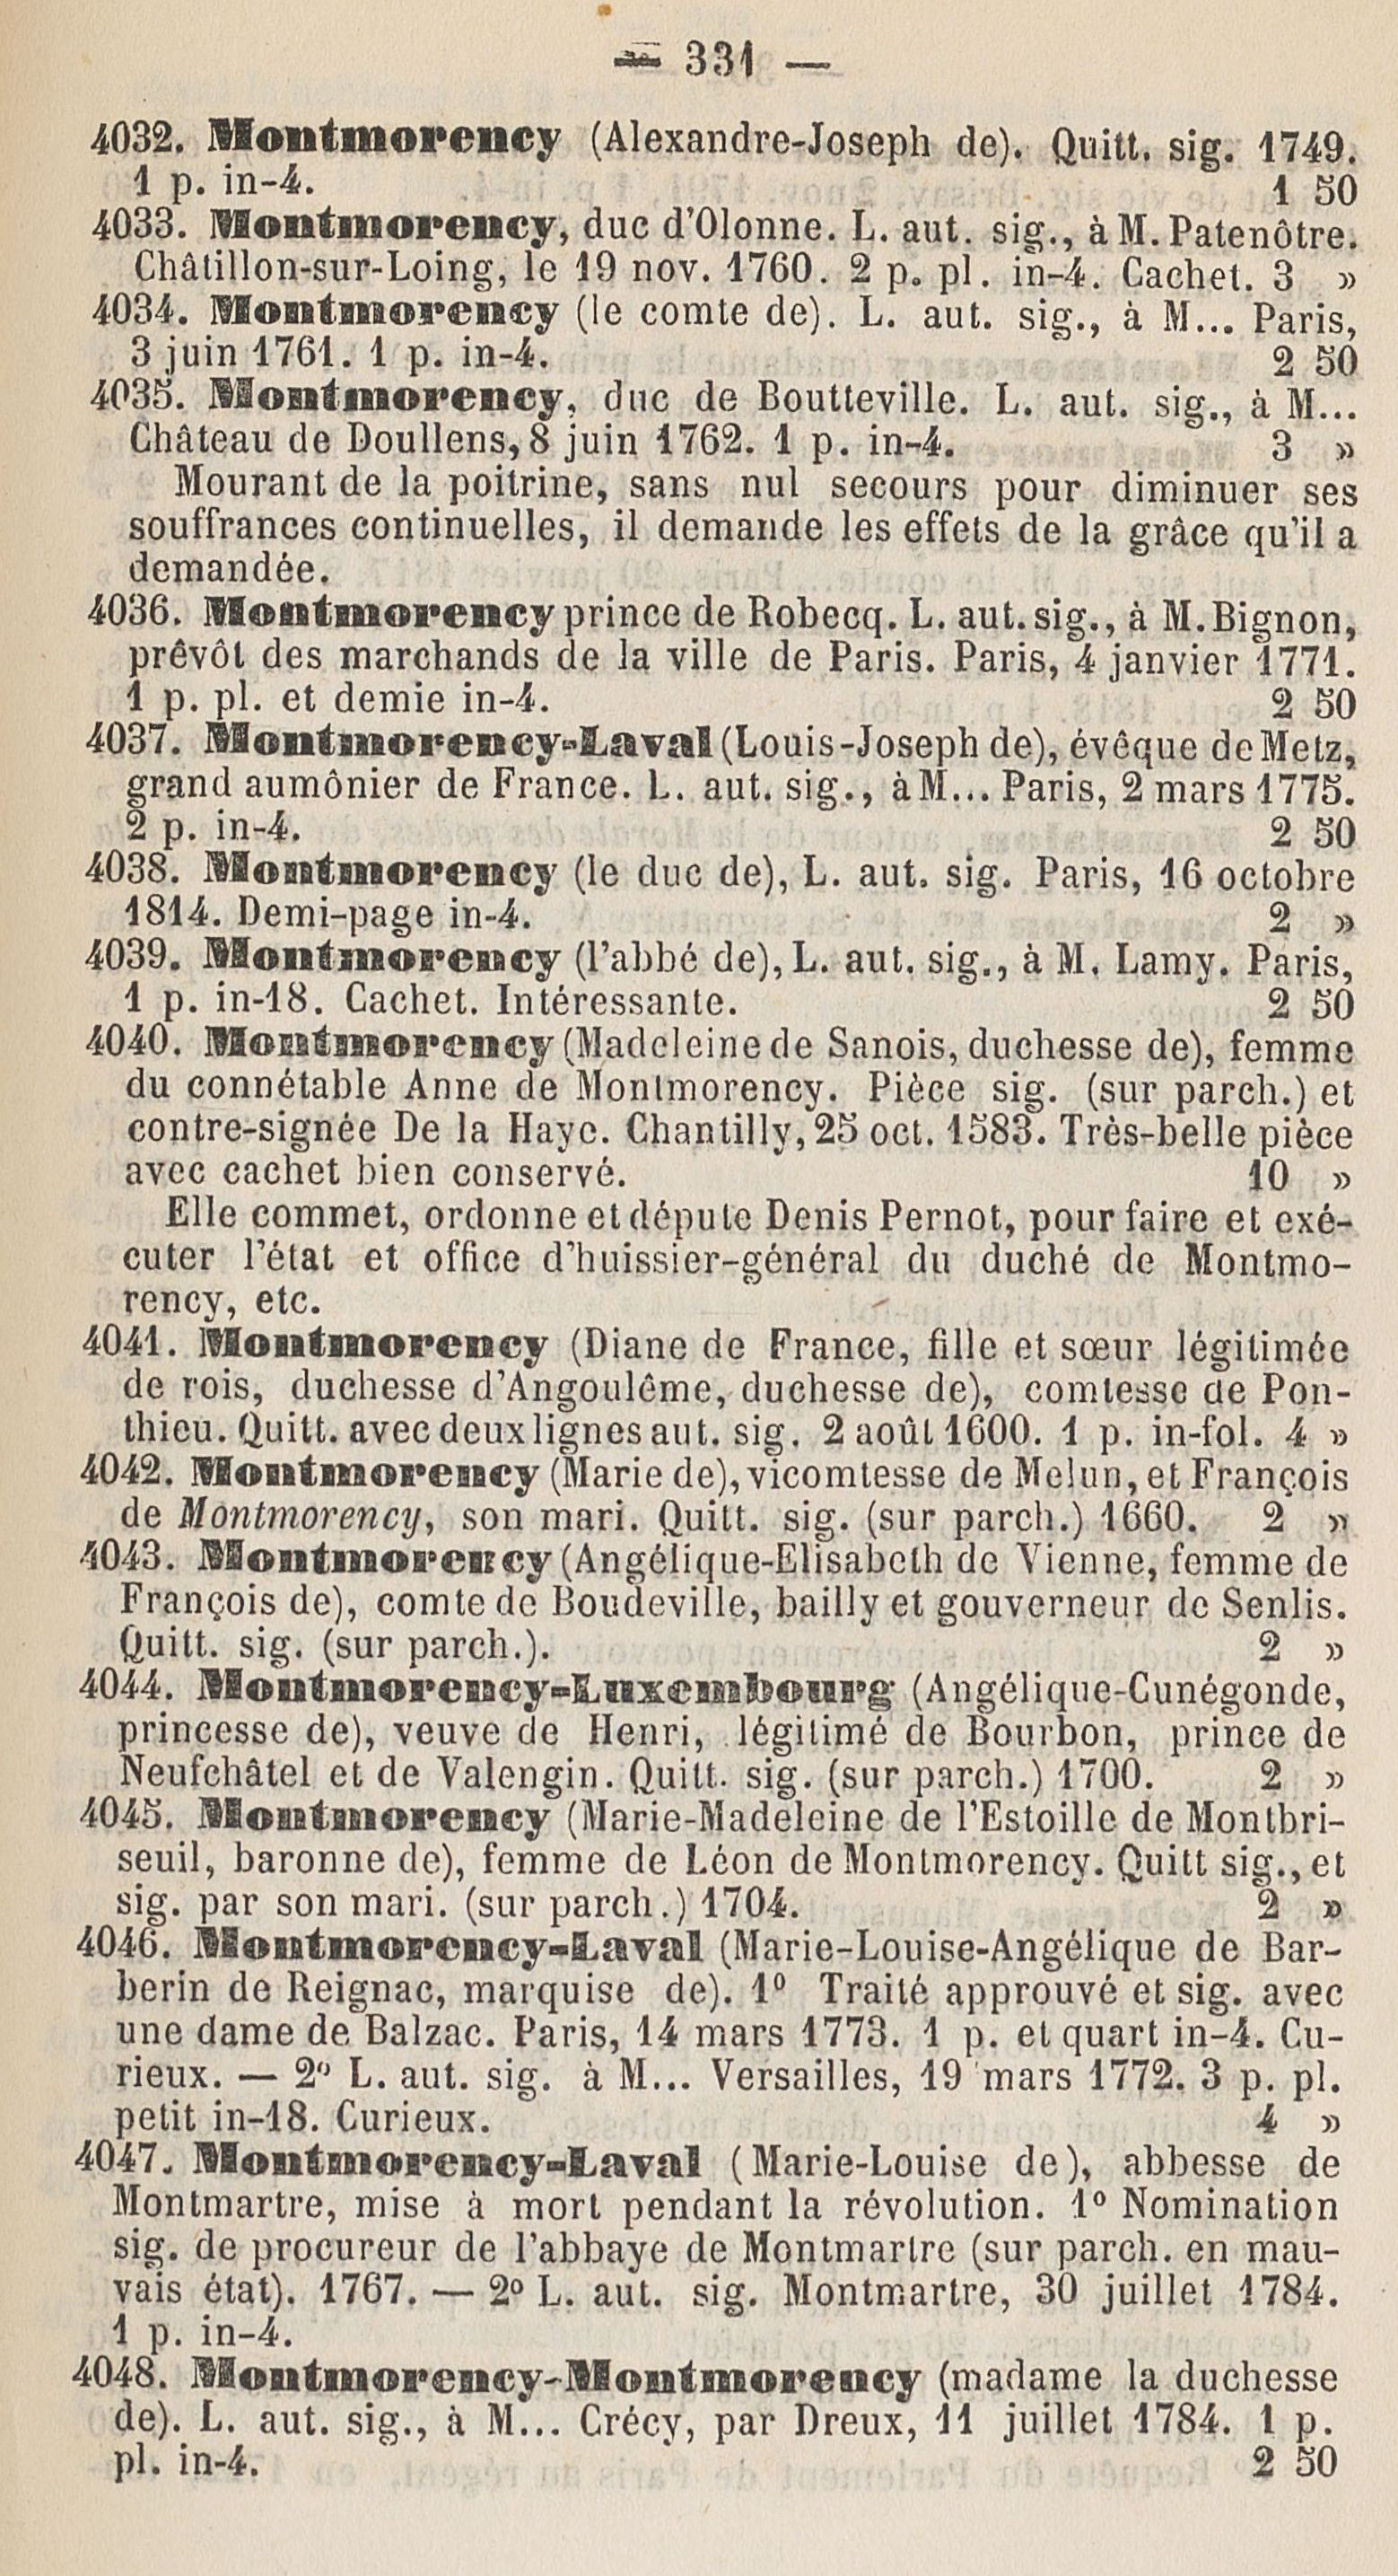 — 331 —
4032. Montmorency (Alexandre-Joseph de). Quitt. sig. 1749.
1 p. in-4. 1 50
4033. Montmorency, duc d'Olonne. L. aut. sig., à M. Patenôtre.
Châtillon-sur-Loing, le 19 nov. 1760. 2 p. pl. in-4. Cachet. 3 »
4034. Montmorency (le comte de). L. aut. sig., à M... Paris,
3 juin 1761. 1 p. in-4. 2 50
4035. Montmorency, duc de Boutteville. L. aut. sig., à M...
Château de Doullens, 8 juin 1762. 1 p. in-4. 3 »
Mourant de la poitrine, sans nul secours pour diminuer ses
souffrances continuelles, il demande les effets de la grâce qu'il a
demandée.
4036. Montmorency prince de Robecq. L. aut. sig., à M. Bignon,
prévôt des marchands de la ville de Paris. Paris, 4 janvier 1771.
1 p. pl. et demie in-4. 2 50
4037. Montmorency-Laval (Louis-Joseph de), évêque de Metz,
grand aumônier de France. L. aut. sig., à M... Paris, 2 mars 1775.
2 p. in-4. 2 50
4038. Montmorency (le duc de), L. aut. sig. Paris, 16 octobre
1814. Demi-page in-4. 2 »
4039. Montmorency (l'abbé de), L. aut. sig., à M. Lamy. Paris,
1 p. in-18. Cachet. Intéressante. 2 50
4040. Montmorency (Madeleine de Sanois, duchesse de), femme
du connétable Anne de Montmorency. Pièce sig. (sur parch.) et
contre-signée De la Haye. Chantilly, 25 oct. 1583. Très-belle pièce
avec cachet bien conservé. 10 »
Elle commet, ordonne et députe Denis Pernot, pour faire et exé-
cuter l'état et office d'huissier-général du duché de Montmo-
rency, etc.
4041. Montmorency (Diane de France, fille et sœur légitimée
de rois, duchesse d'Angoulême, duchesse de), comtesse de Pon-
thieu. Quitt. avec deux lignes aut. sig. 2 août 1600. 1 p. in-fol. 4 »
4042. Montmorency (Marie de), vicomtesse de Melun, et François
de Montmorency, son mari. Quitt. sig. (sur parch.) 1660. 2 »
4043. Montmorency (Angélique-Elisabeth de Vienne, femme de
François de), comte de Boudeville, bailly et gouverneur de Senlis.
Quitt. sig. (sur parch.). 2 »
4044. Montmorency-Luxembourg (Angélique-Cunégonde,
princesse de), veuve de Henri, légitimé de Bourbon, prince de
Neufchâtel et de Valengin. Quitt. sig. (sur parch.) 1700. 2 »
4045. Montmorency (Marie-Madeleine de l'Estoille de Montbri-
seuil, baronne de), femme de Léon de Montmorency. Quitt sig., et
sig. par son mari. (sur parch.) 1704. 2 »
4046. Montmorency-Laval (Marie-Louise-Angélique de Bar-
berin de Reignac, marquise de). 1º Traité approuvé et sig. avec
une dame de Balzac. Paris, 14 mars 1773. 1 p. et quart in-4. Cu-
rieux. — 2º L. aut. sig. à M... Versailles, 19 mars 1772. 3 p. pl.
petit in-18. Curieux. 4 »
4047. Montmorency-Laval (Marie-Louise de), abbesse de
Montmartre, mise à mort pendant la révolution. 1º Nomination
sig. de procureur de l'abbaye de Montmartre (sur parch. en mau-
vais état). 1767. — 2º L. aut. sig. Montmartre, 30 juillet 1784.
1 p. in-4.
4048. Montmorency-Montmorency (madame la duchesse
de). L. aut. sig., à M... Crécy, par Dreux, 11 juillet 1784. 1 p.
pl. in-4. 2 50